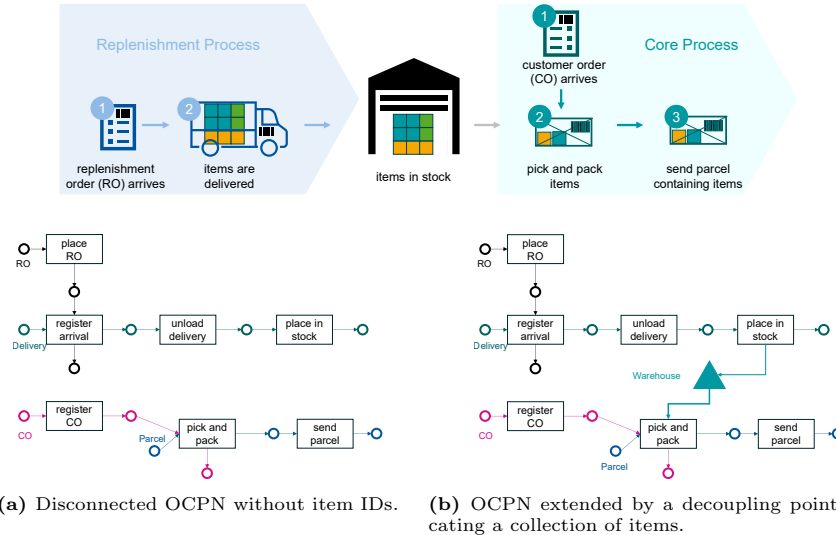 Replenishment Process
Core Process
1
customer order
(CO) arrives
1
2
2
3
replenishment
order (RO) arrives
items are
delivered
items in stock
pick and pack
items
send parcel
containing items
place
RO
RO
register
arrival
Delivery
unload
delivery
place in
stock
register
CO
CO
Parcel
pick and
pack
send
parcel
place
RO
RO
register
arrival
Delivery
unload
delivery
place in
stock
Warehouse
register
CO
CO
pick and
pack
Parcel
send
parcel
(a) Disconnected OCPN without item IDs.
(b) OCPN extended by a decoupling point
cating a collection of items.